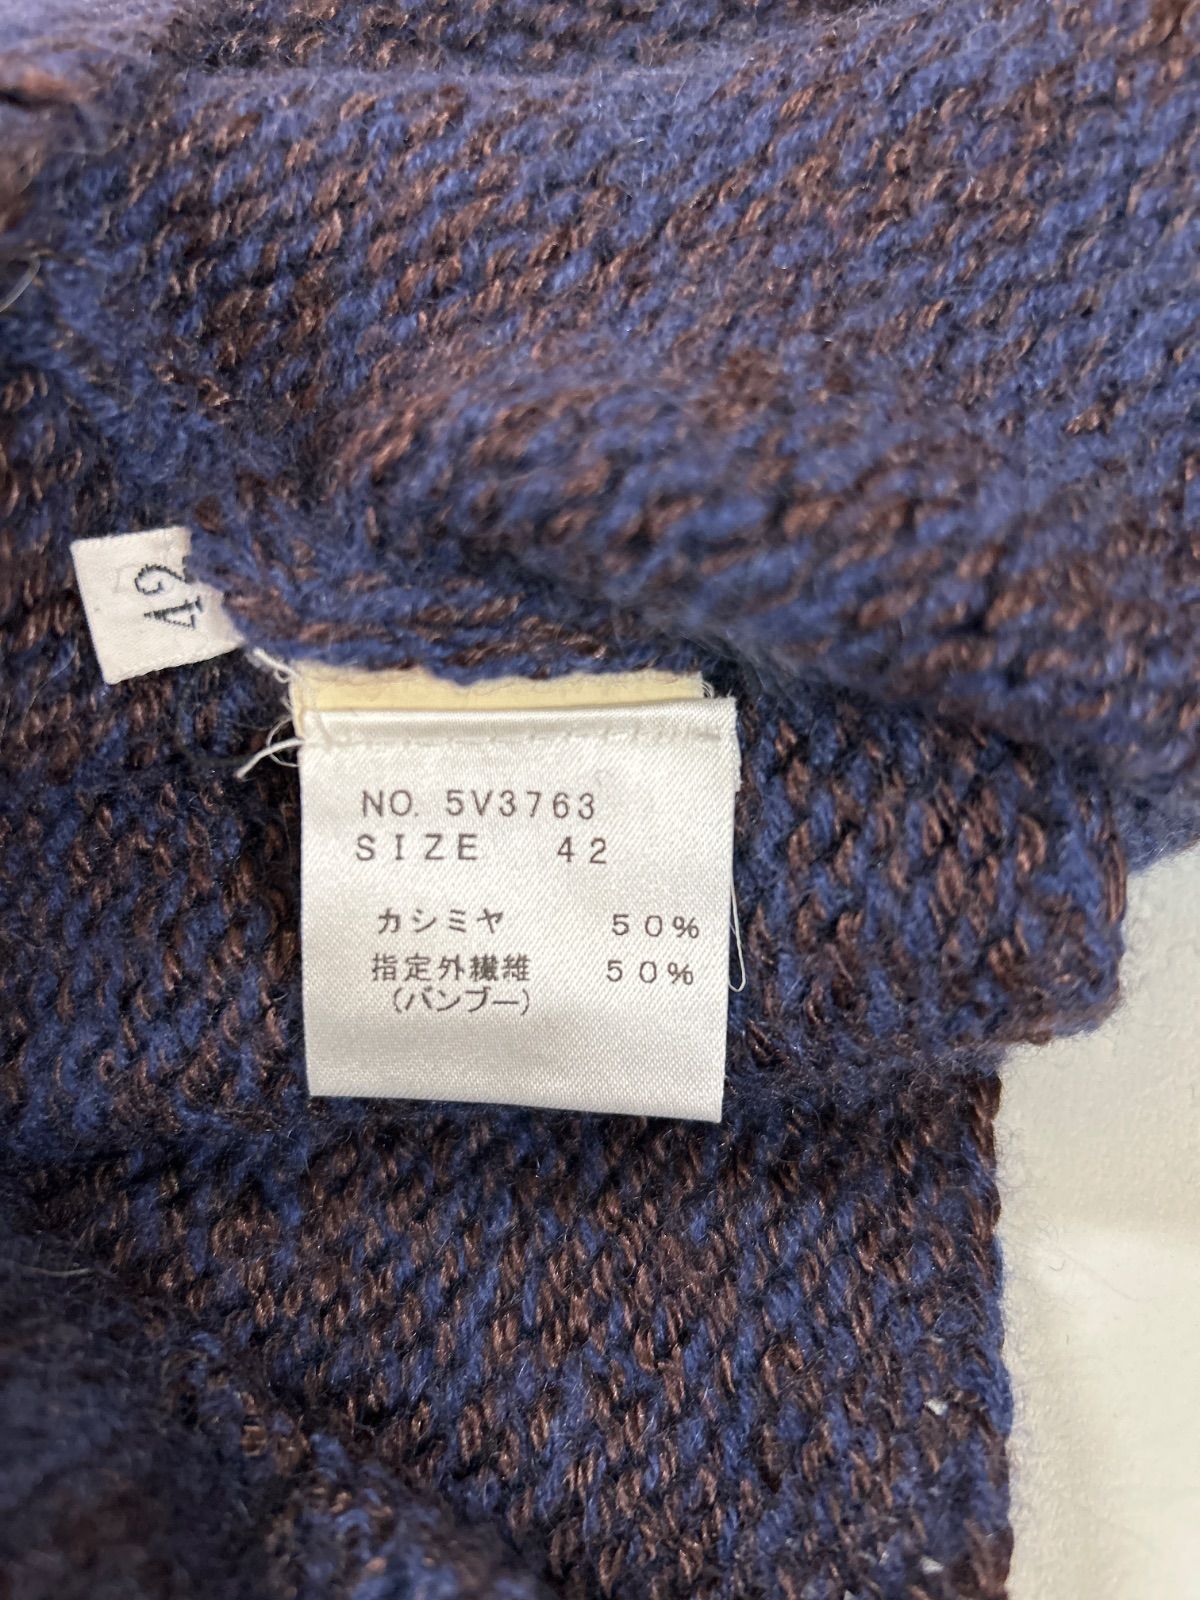 42
NO. 5V3763
SIZE 42
カシミヤ 50%
指定外繊維 50%
(バンブー)